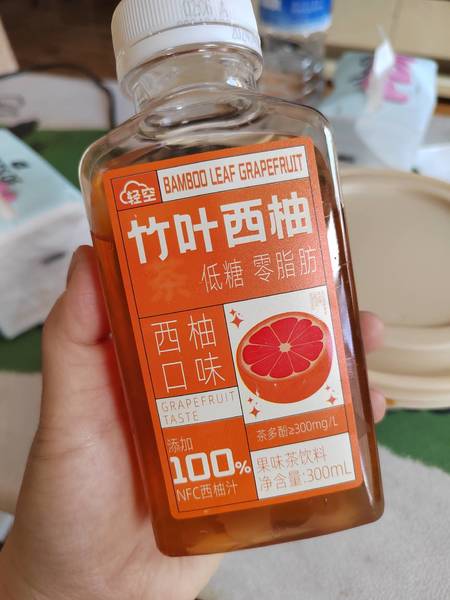 轻空
BAMBOO LEAF GRAPEFRUIT
竹叶西柚
茶
低糖 零脂肪
西柚
口味
GRAPEFRUIT
TASTE
茶多酚≥300mg/L
添加
100%
NFC西柚汁
果味茶饮料
净含量:300mL